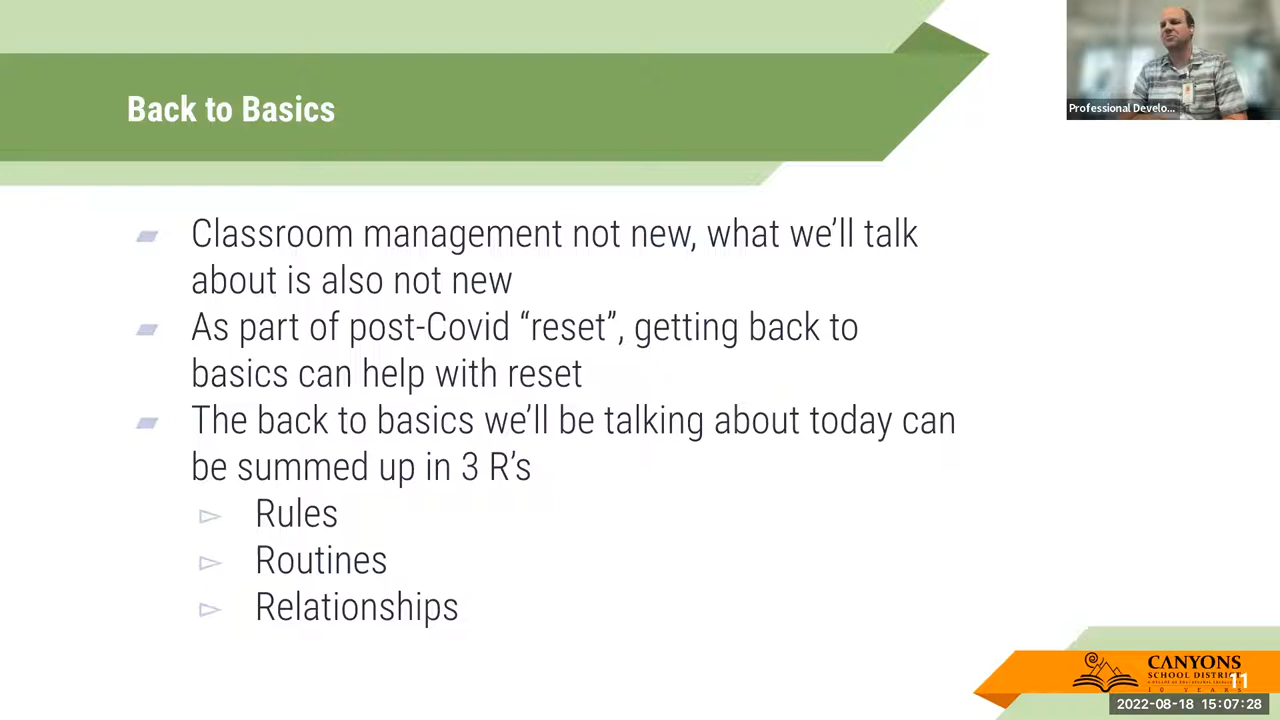 Back to Basics
Professional Develo...
Classroom management not new, what we'll talk
about is also not new
As part of post-Covid “reset”, getting back to
basics can help with reset
The back to basics we'll be talking about today can
be summed up in 3 R's
Rules
Routines
Relationships
CANYONS
SCHOOL DISTRICT
11
10 YEARS
2022-08-18 15:07:28